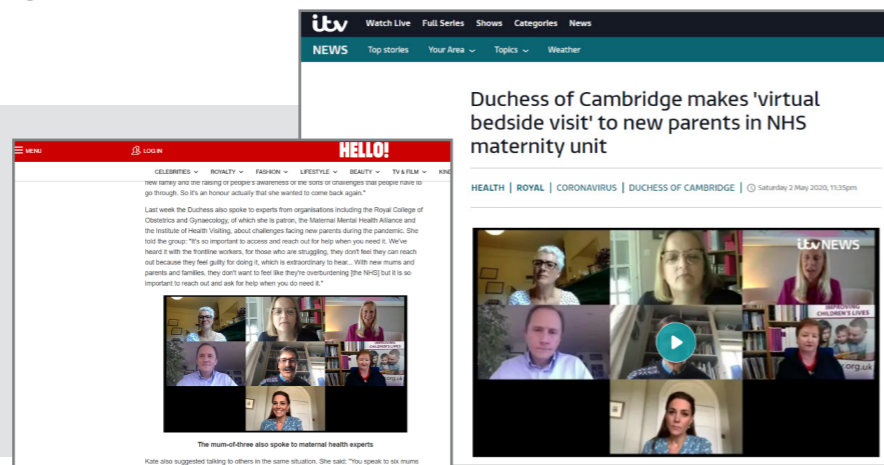 itv Watch Live Full Series Shows Categories News
NEWS Top stories Your Area Topics Weather
Duchess of Cambridge makes 'virtual
bedside visit' to new parents in NHS
maternity unit
HEALTH | ROYAL | CORONAVIRUS | DUCHESS OF CAMBRIDGE | Saturday 2 May 2020, 11:35pm
itv NEWS
IMPROVING
CHILDREN'S LIVES
.org.uk
MENU LOG IN HELLO!
CELEBRITIES ROYALTY FASHION LIFESTYLE BEAUTY TV & FILM KIND
new family and the raising of people's awareness of the sorts of challenges that people have to
go through. So it's an honour actually that she wanted to come back again."
Last week the Duchess also spoke to experts from organisations including the Royal College of
Obstetrics and Gynaecology, of which she is patron, the Maternal Mental Health Alliance and
the Institute of Health Visiting, about challenges facing new parents during the pandemic. She
told the group: "It's so important to access and reach out for help when you need it. We've
heard it with the frontline workers, for those who are struggling, they don't feel they can reach
out because they feel guilty for doing it, which is extraordinary to hear... With new mums and
parents and families, they don't want to feel like they're overburdening [the NHS] but it is so
important to reach out and ask for help when you do need it."
CHILDREN'S LIVES
.org.uk
The mum-of-three also spoke to maternal health experts
Kate also suggested talking to others in the same situation. She said: "You speak to six mums